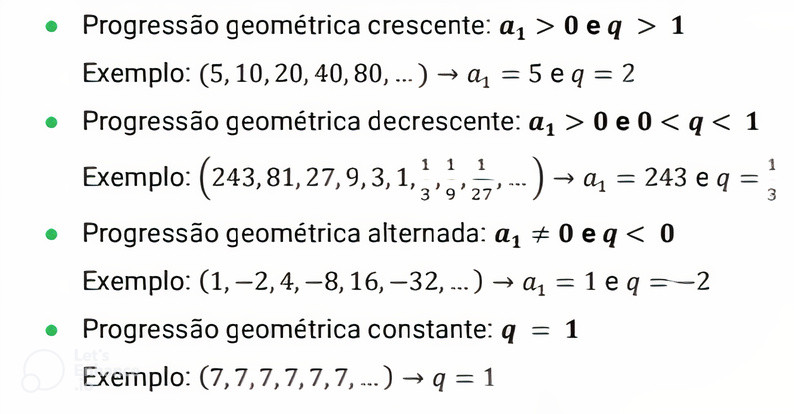 • Progressão geométrica crescente: a₁ > 0 e q > 1
Exemplo: (5, 10, 20, 40, 80, ... ) → a₁ = 5 e q = 2
• Progressão geométrica decrescente: a₁ > 0 e 0 < q < 1
Exemplo: (243, 81, 27, 9, 3, 1, 1/3, 1/9, 1/27, ... ) → a₁ = 243 e q = 1/3
• Progressão geométrica alternada: a₁ ≠ 0 e q < 0
Exemplo: (1, −2, 4, −8, 16, −32, ... ) → a₁ = 1 e q = −2
• Progressão geométrica constante: q = 1
Let's
Exemplo: (7, 7, 7, 7, 7, 7, ... ) → q = 1